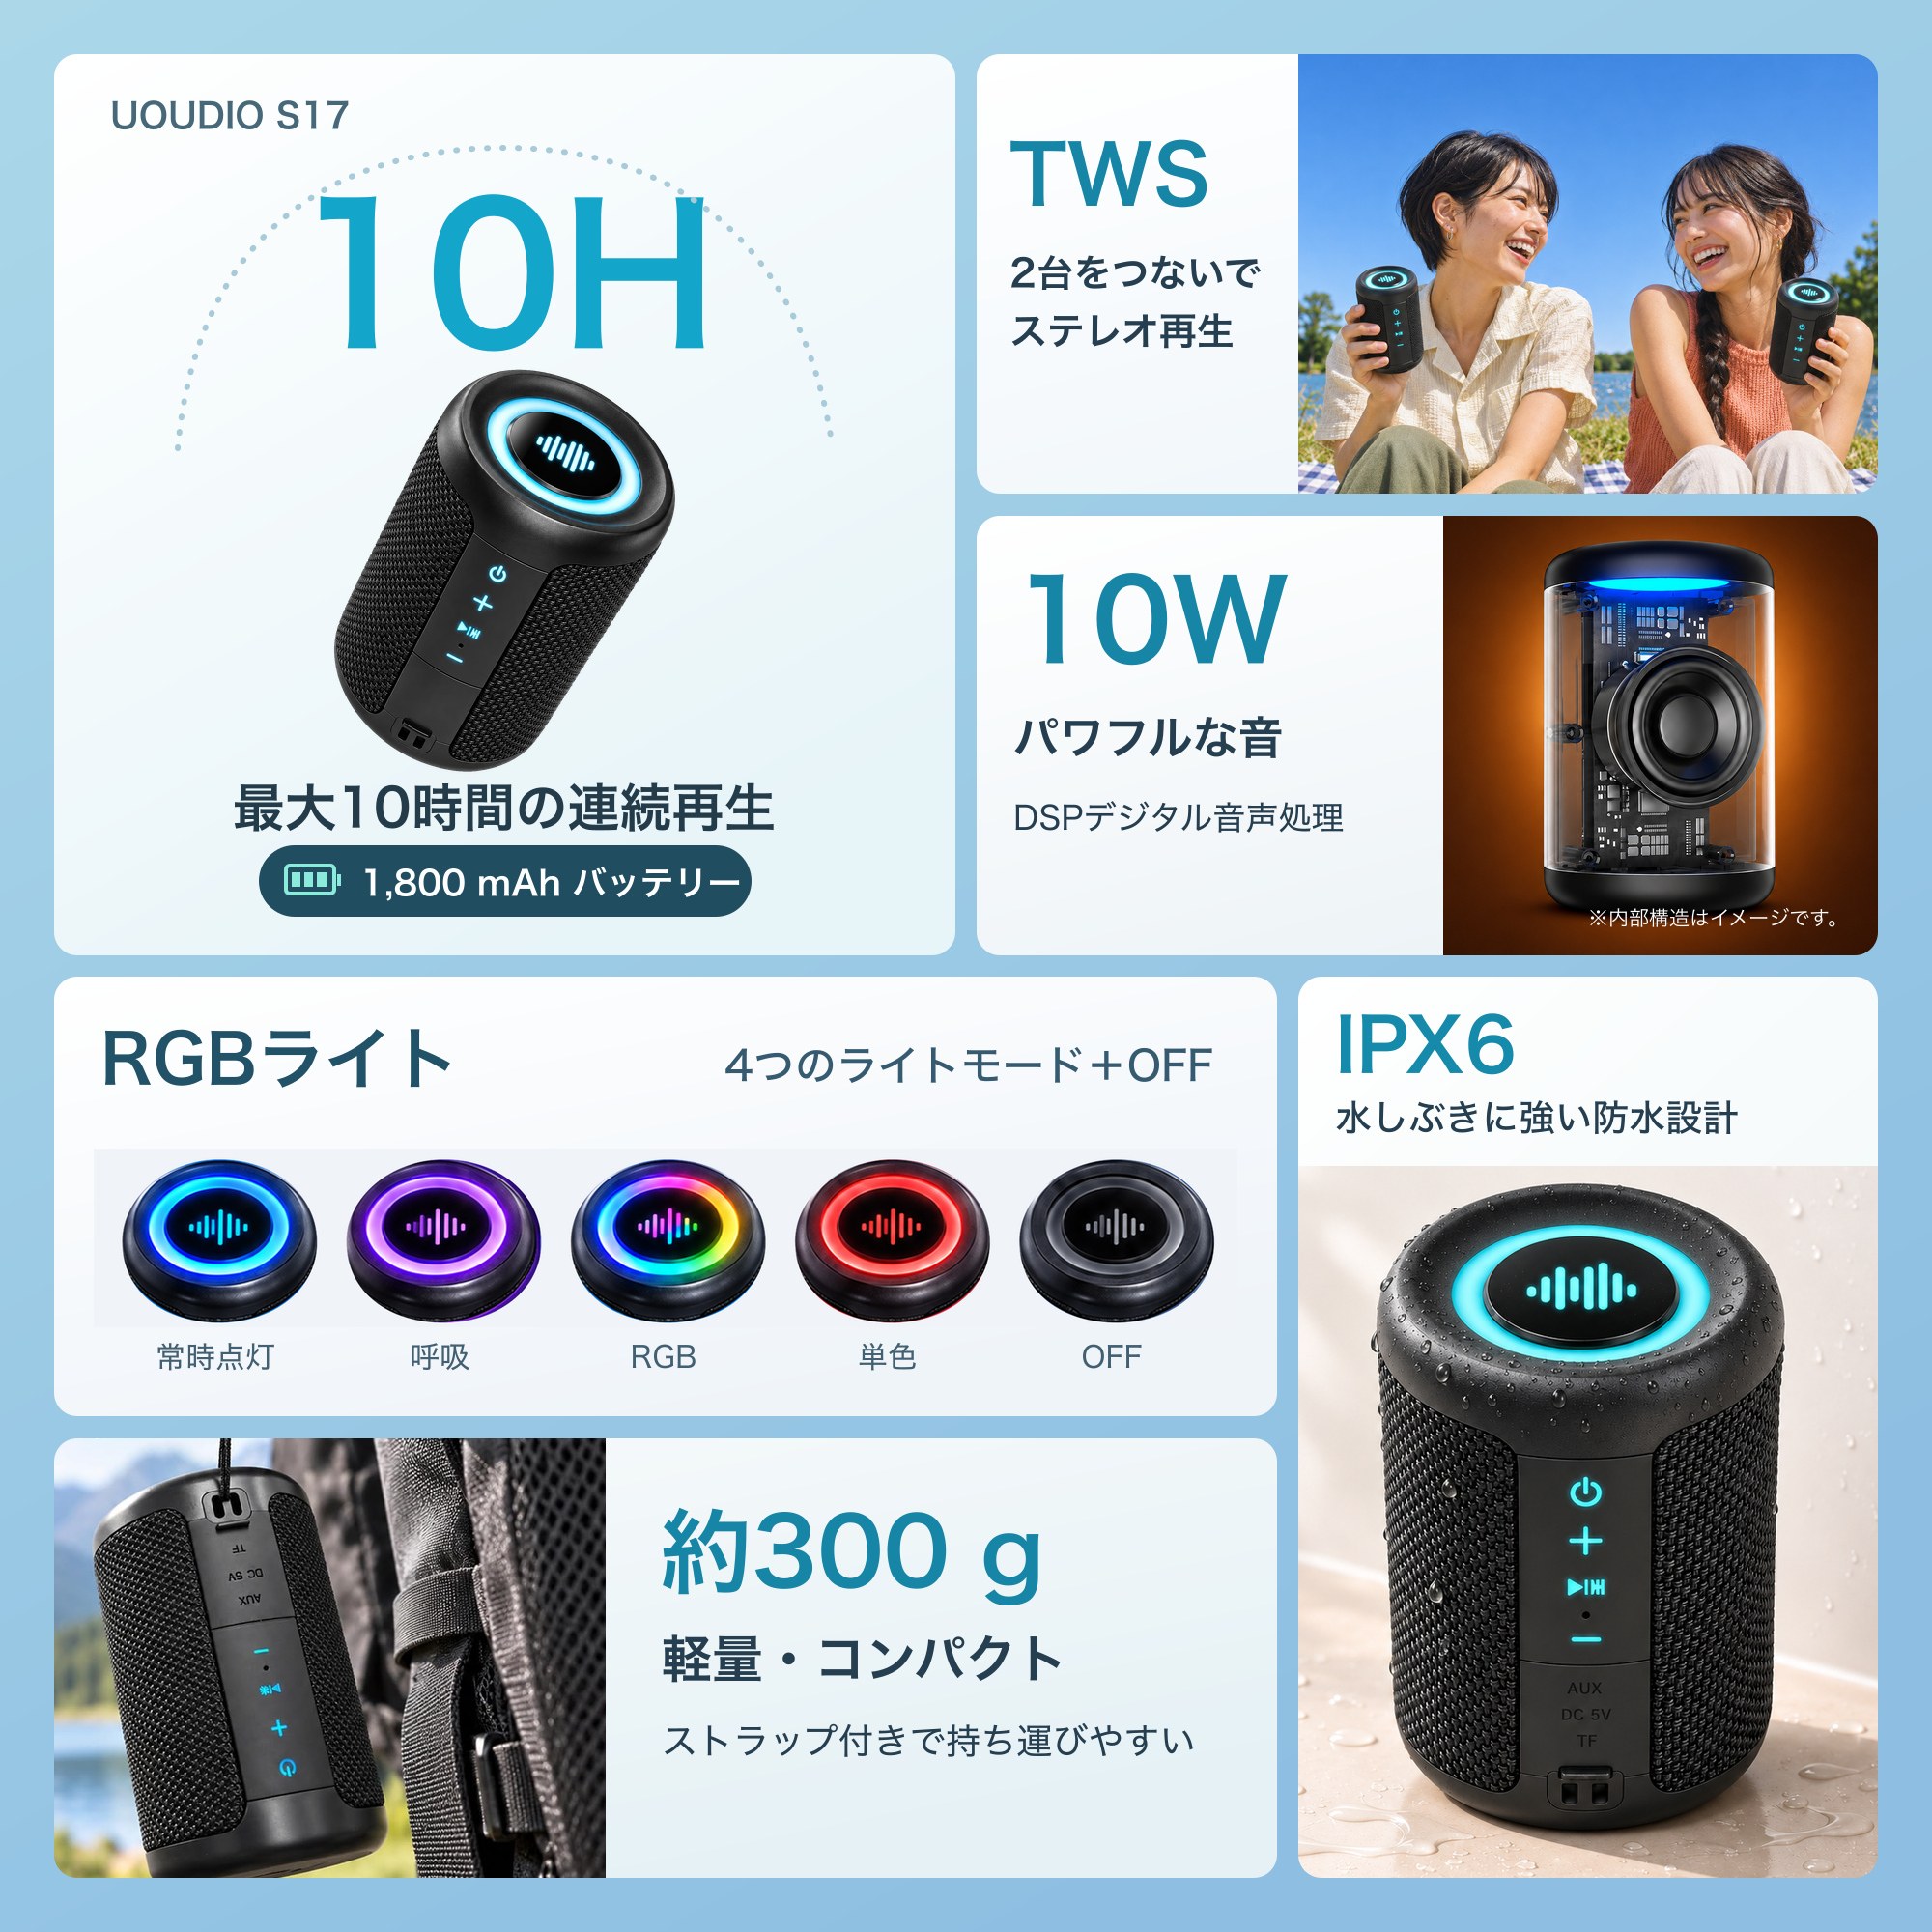 UOUDIO S17
10H
最大10時間の連続再生
1,800 mAh バッテリー
TWS
2台をつないで
ステレオ再生
10W
パワフルな音
DSPデジタル音声処理
※内部構造はイメージです。
RGBライト
4つのライトモード＋OFF
常時点灯
呼吸
RGB
単色
OFF
IPX6
水しぶきに強い防水設計
AUX
DC 5V
TF
TF
DC 5V
AUX
約300 g
軽量・コンパクト
ストラップ付きで持ち運びやすい